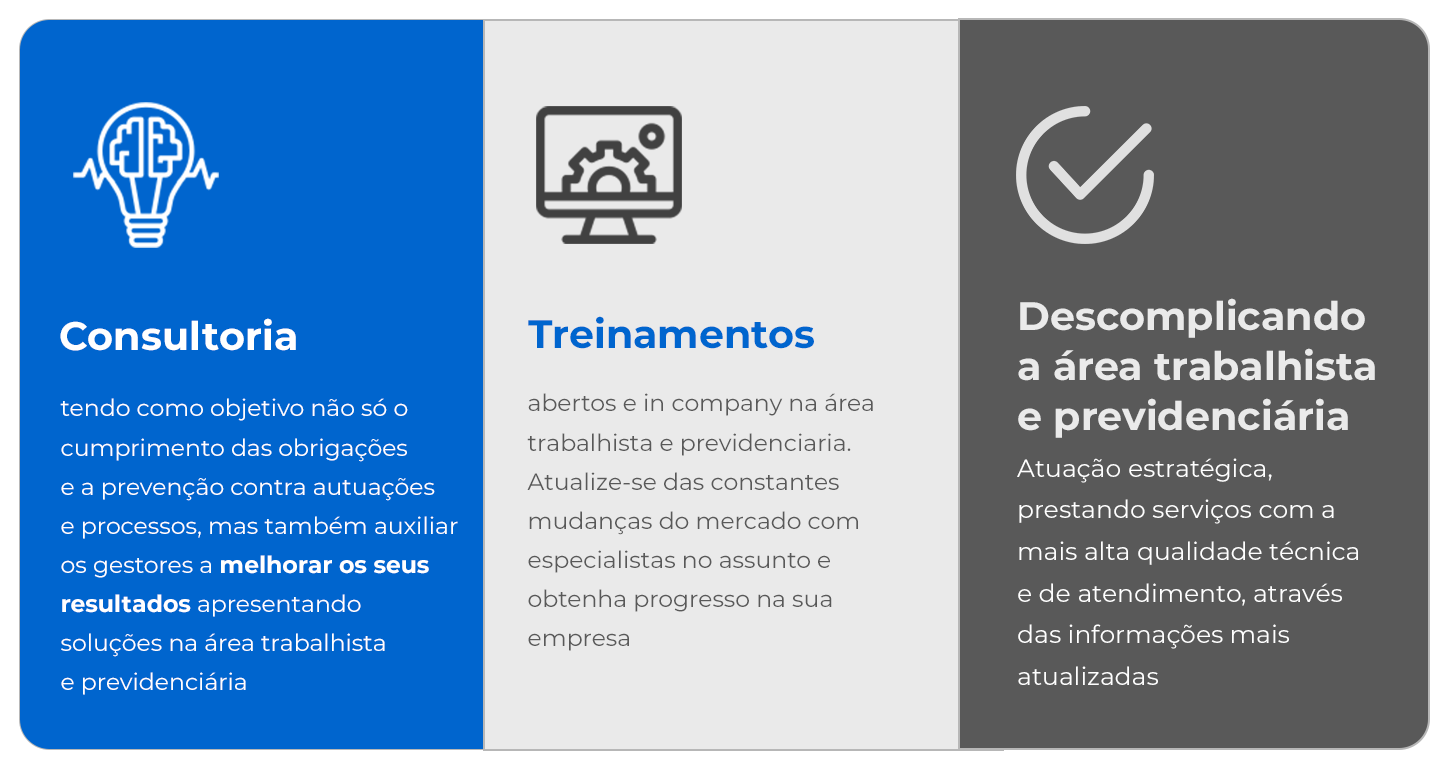 Consultoria
tendo como objetivo não só o
cumprimento das obrigações
e a prevenção contra autuações
e processos, mas também auxiliar
os gestores a melhorar os seus
resultados apresentando
soluções na área trabalhista
e previdenciária
Treinamentos
abertos e in company na área
trabalhista e previdenciaria.
Atualize-se das constantes
mudanças do mercado com
especialistas no assunto e
obtenha progresso na sua
empresa
Descomplicando
a área trabalhista
e previdenciária
Atuação estratégica,
prestando serviços com a
mais alta qualidade técnica
e de atendimento, através
das informações mais
atualizadas